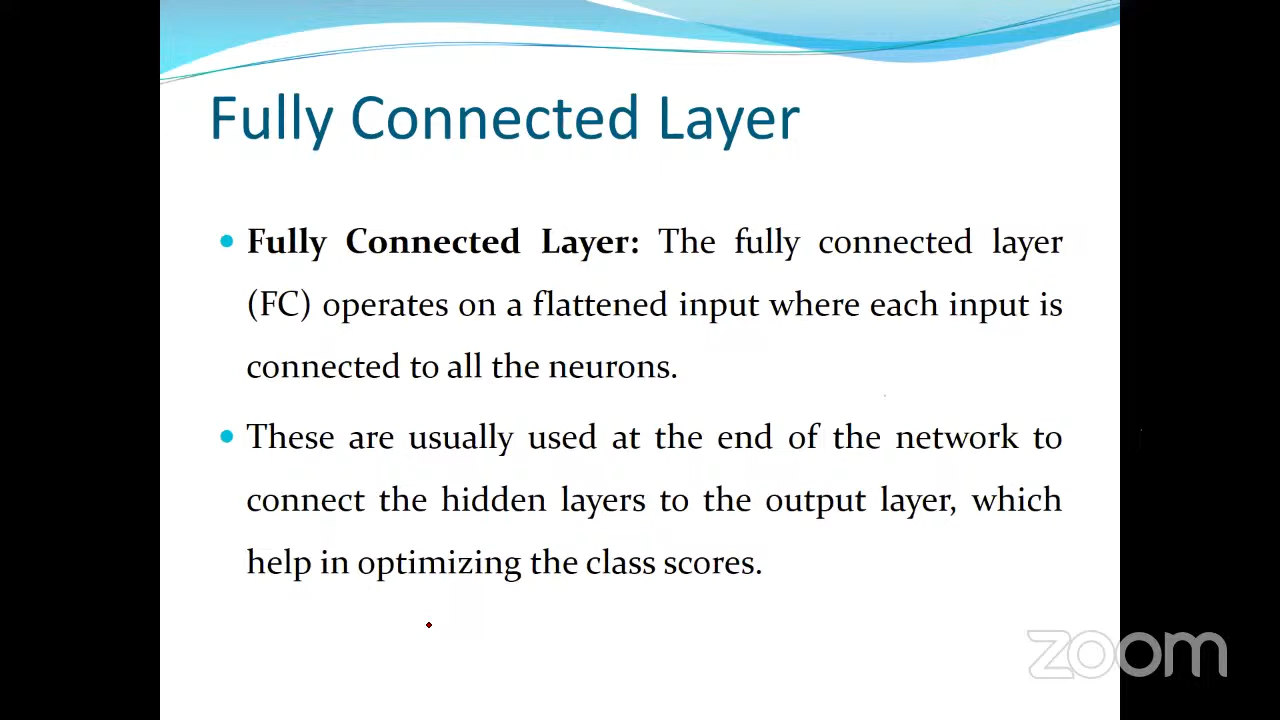 Fully Connected Layer
• Fully Connected Layer: The fully connected layer
(FC) operates on a flattened input where each input is
connected to all the neurons.
• These are usually used at the end of the network to
connect the hidden layers to the output layer, which
help in optimizing the class scores.
zoom